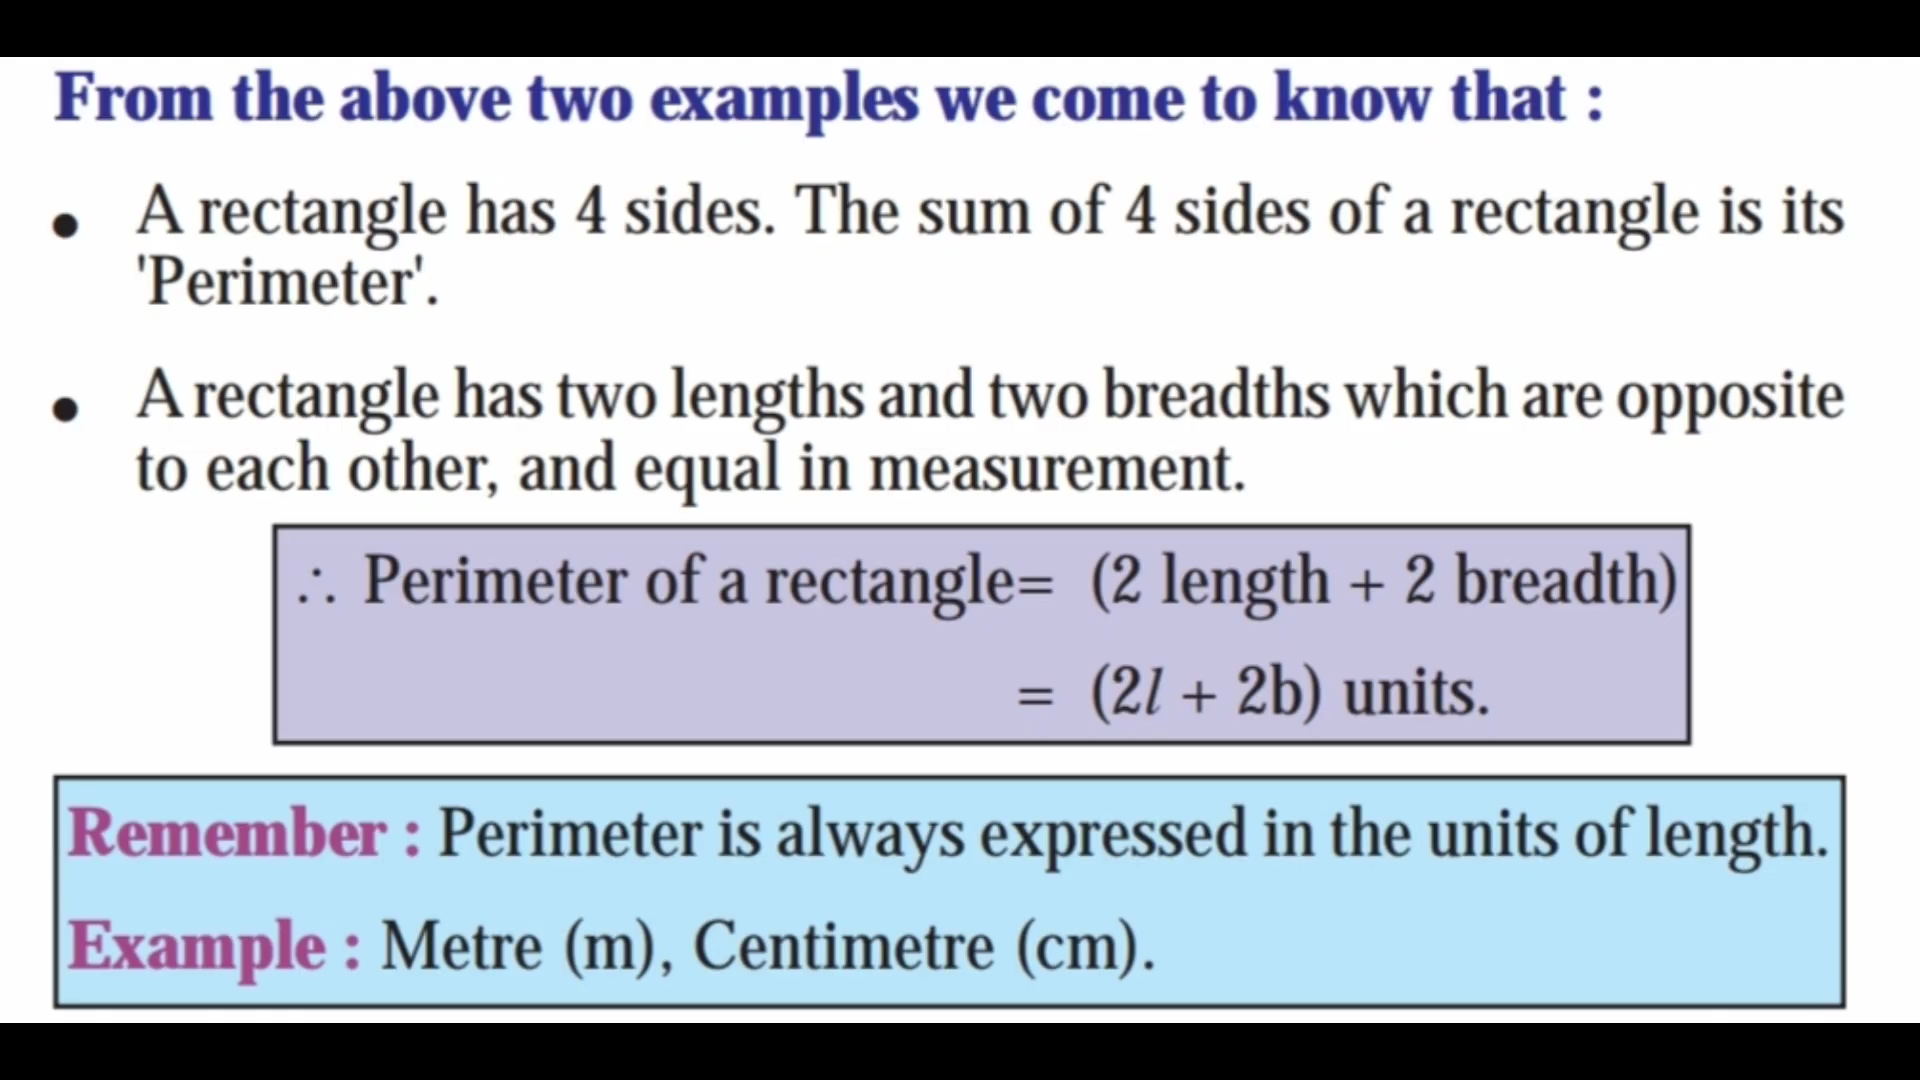 From the above two examples we come to know that :
● A rectangle has 4 sides. The sum of 4 sides of a rectangle is its
'Perimeter'.
● A rectangle has two lengths and two breadths which are opposite
to each other, and equal in measurement.
∴ Perimeter of a rectangle= (2 length + 2 breadth)
= (2l + 2b) units.
Remember : Perimeter is always expressed in the units of length.
Example : Metre (m), Centimetre (cm).